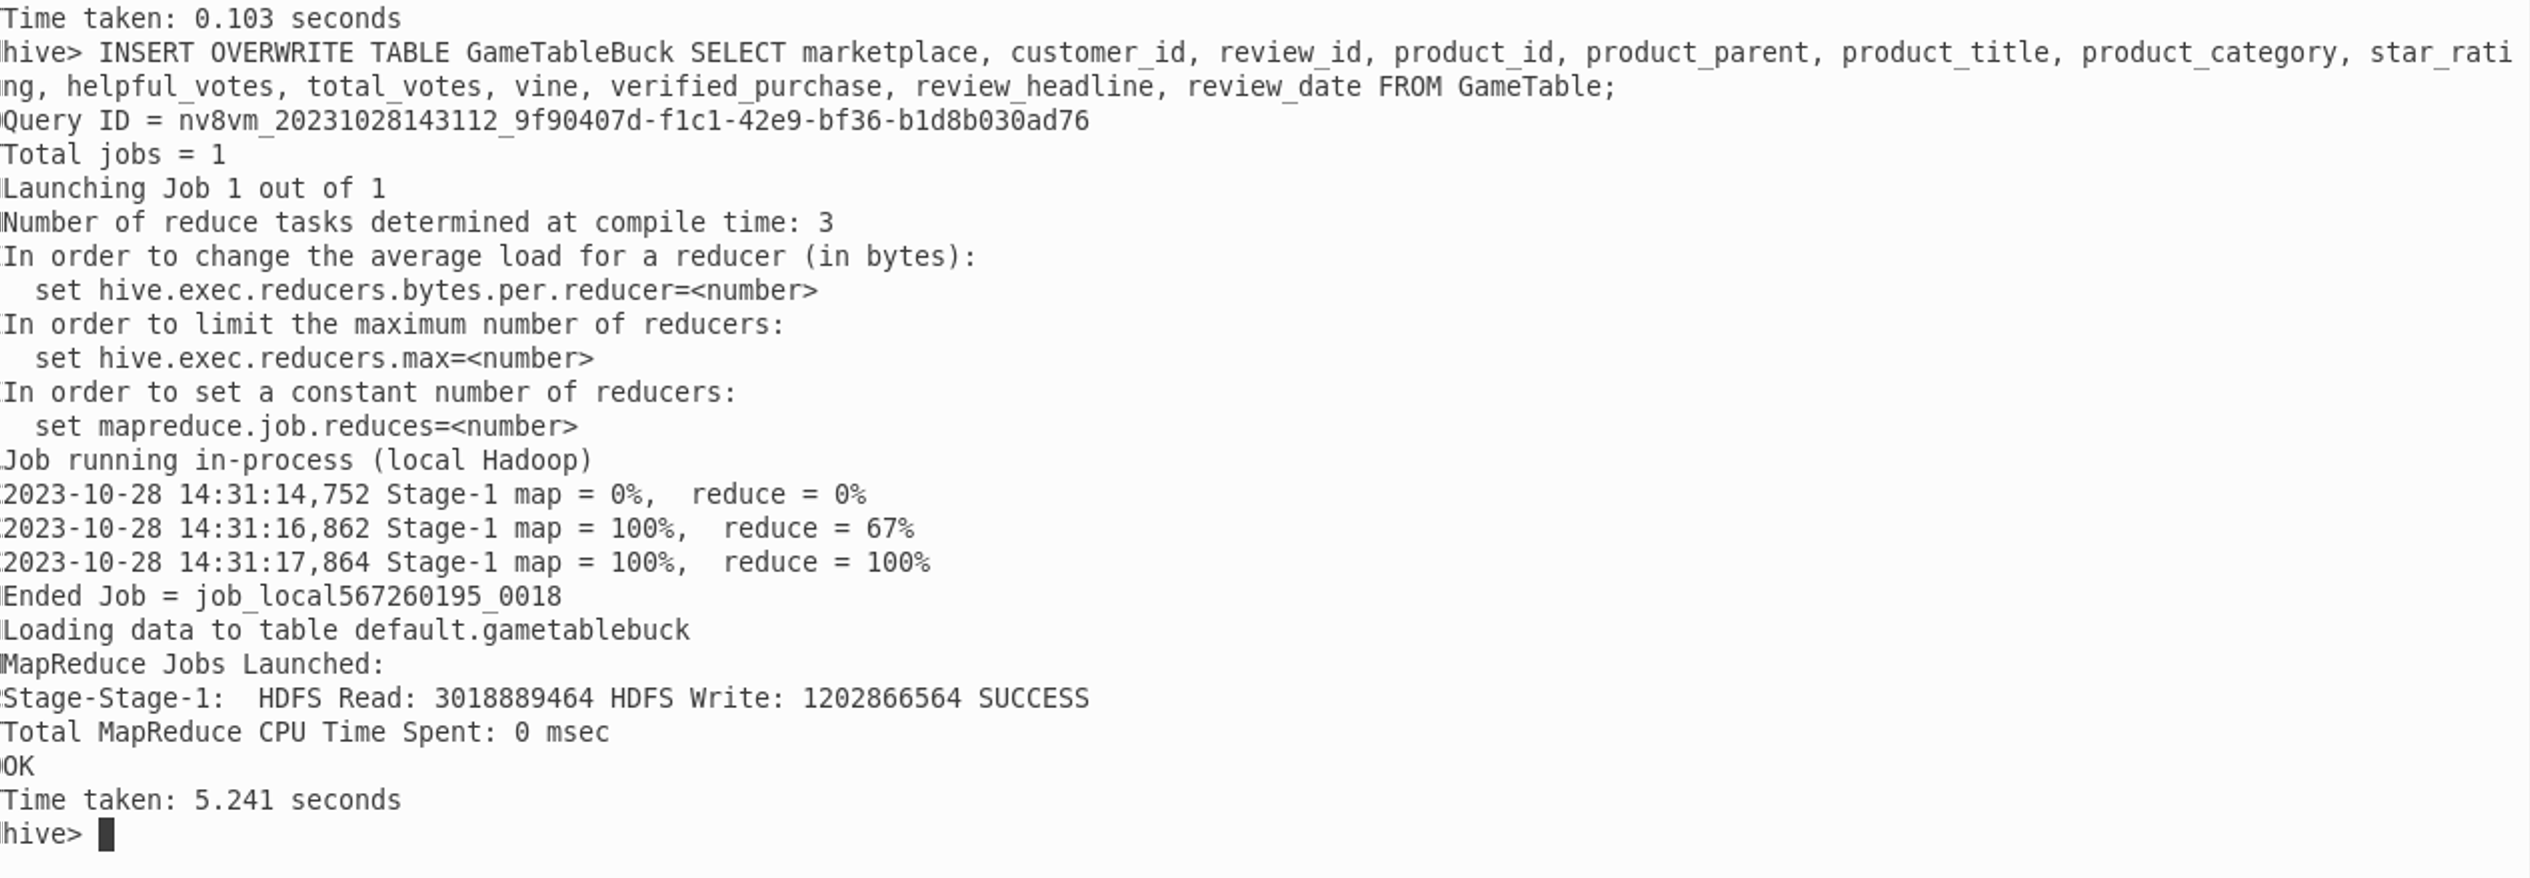 Time taken: 0.103 seconds
hive> INSERT OVERWRITE TABLE GameTableBuck SELECT marketplace, customer_id, review_id, product_id, product_parent, product_title, product_category, star_rati
ng, helpful_votes, total_votes, vine, verified_purchase, review_headline, review_date FROM GameTable;
Query ID = nv8vm_20231028143112_9f90407d-f1c1-42e9-bf36-b1d8b030ad76
Total jobs = 1
Launching Job 1 out of 1
Number of reduce tasks determined at compile time: 3
In order to change the average load for a reducer (in bytes):
  set hive.exec.reducers.bytes.per.reducer=<number>
In order to limit the maximum number of reducers:
  set hive.exec.reducers.max=<number>
In order to set a constant number of reducers:
  set mapreduce.job.reduces=<number>
Job running in-process (local Hadoop)
2023-10-28 14:31:14,752 Stage-1 map = 0%,  reduce = 0%
2023-10-28 14:31:16,862 Stage-1 map = 100%,  reduce = 67%
2023-10-28 14:31:17,864 Stage-1 map = 100%,  reduce = 100%
Ended Job = job_local567260195_0018
Loading data to table default.gametablebuck
MapReduce Jobs Launched:
Stage-Stage-1:  HDFS Read: 3018889464 HDFS Write: 1202866564 SUCCESS
Total MapReduce CPU Time Spent: 0 msec
OK
Time taken: 5.241 seconds
hive>